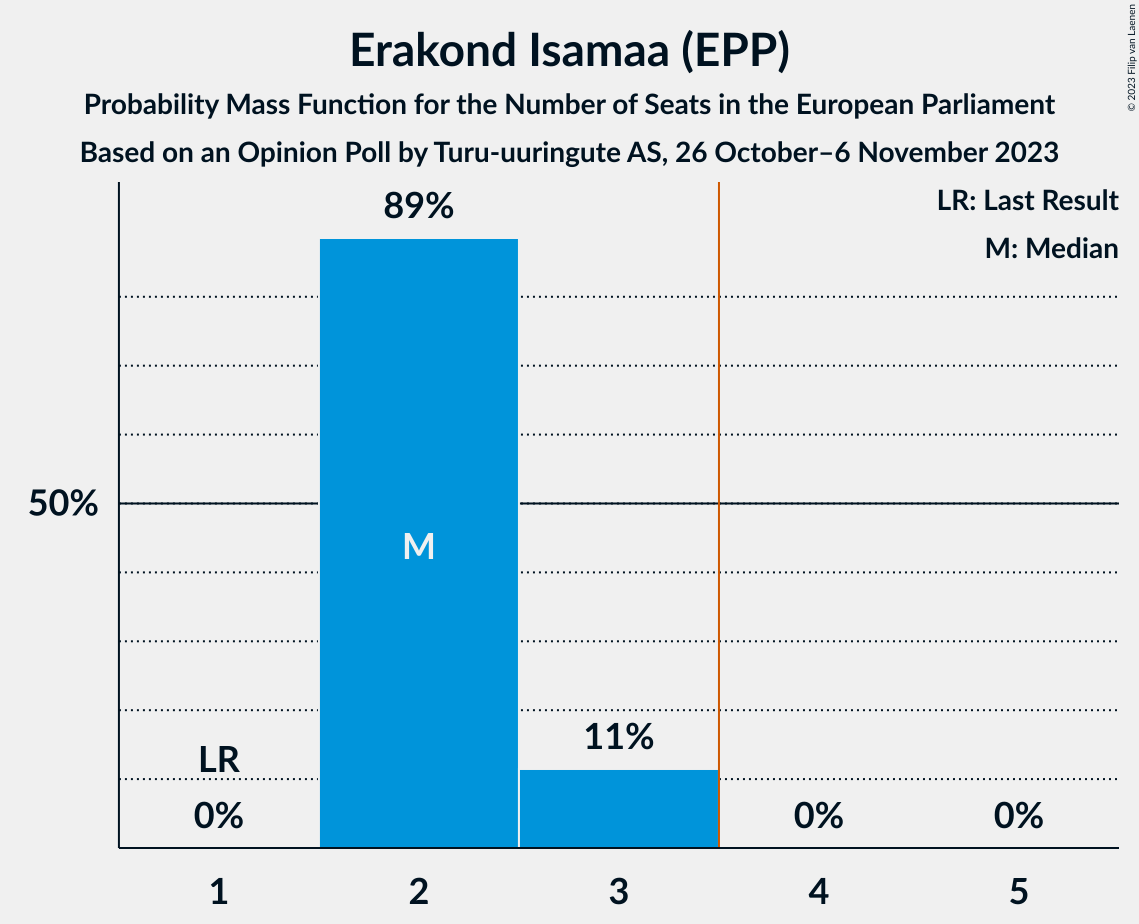 Erakond Isamaa (EPP)
Probability Mass Function for the Number of Seats in the European Parliament
Based on an Opinion Poll by Turu-uuringute AS, 26 October–6 November 2023
© 2023 Filip van Laenen
LR: Last Result
M: Median
89%
50%
M
11%
LR
0%
0%
0%
1
2
3
4
5